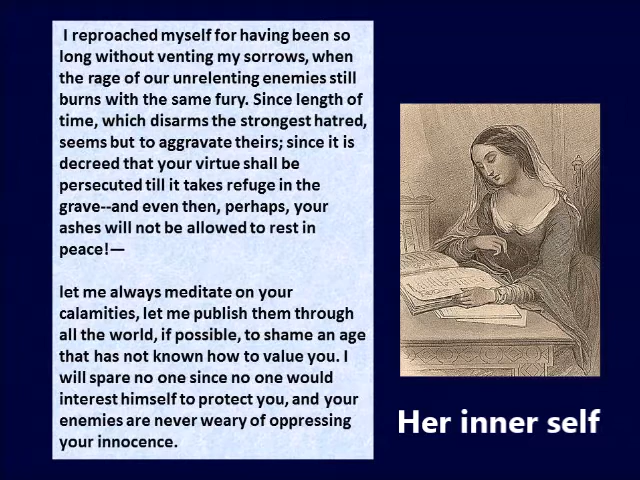 I reproached myself for having been so
long without venting my sorrows, when
the rage of our unrelenting enemies still
burns with the same fury. Since length of
time, which disarms the strongest hatred,
seems but to aggravate theirs; since it is
decreed that your virtue shall be
persecuted till it takes refuge in the
grave--and even then, perhaps, your
ashes will not be allowed to rest in
peace!—
let me always meditate on your
calamities, let me publish them through
all the world, if possible, to shame an age
that has not known how to value you. I
will spare no one since no one would
interest himself to protect you, and your
enemies are never weary of oppressing
your innocence.
Her inner self